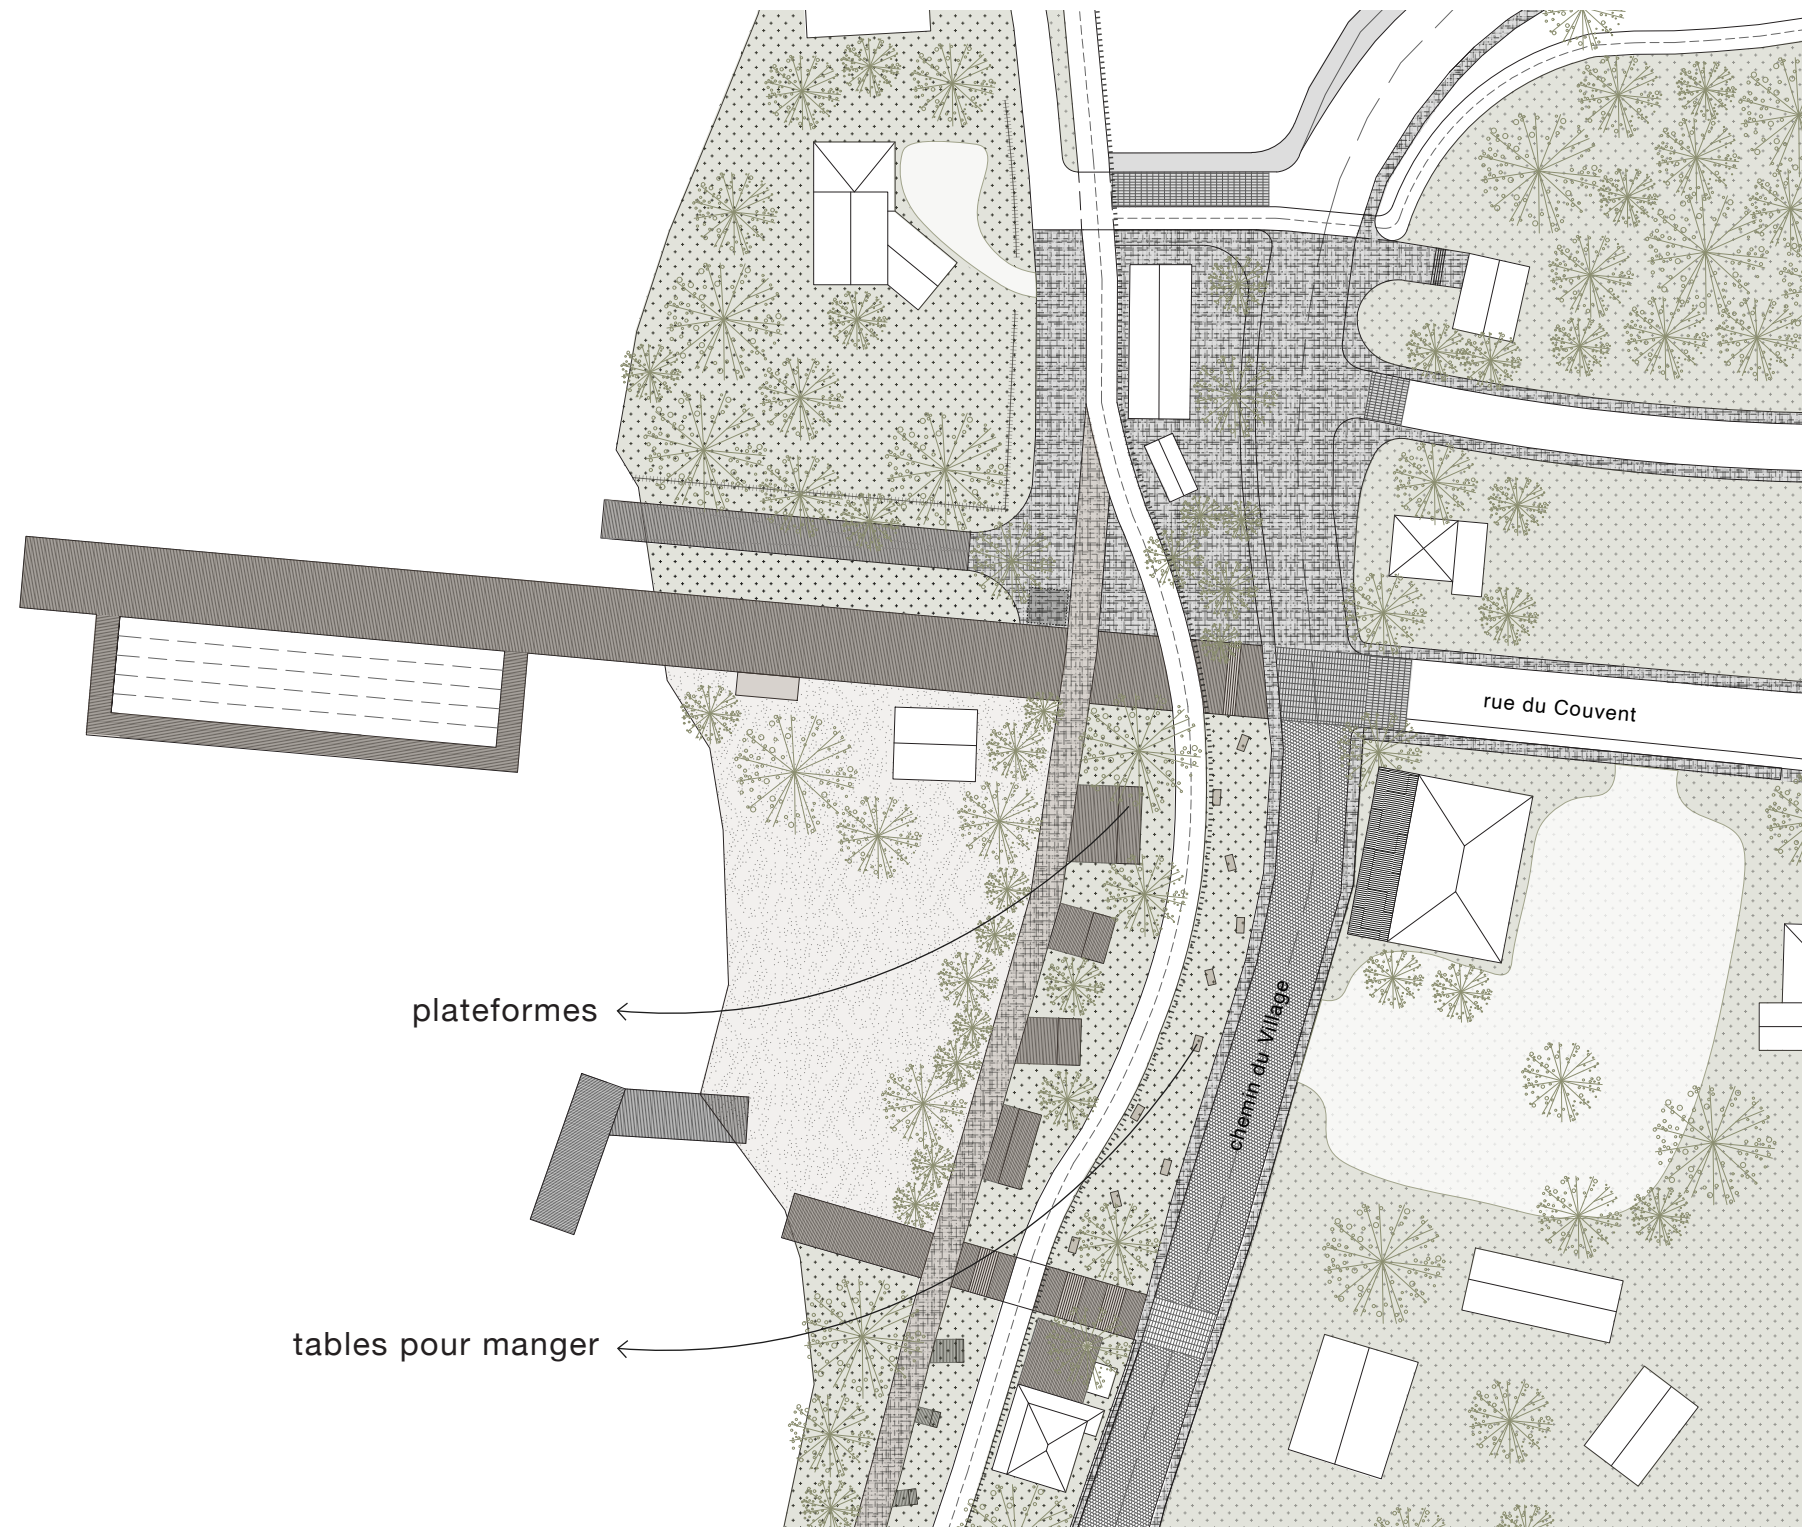 rue du Couvent
plateformes
chemin du Village
tables pour manger